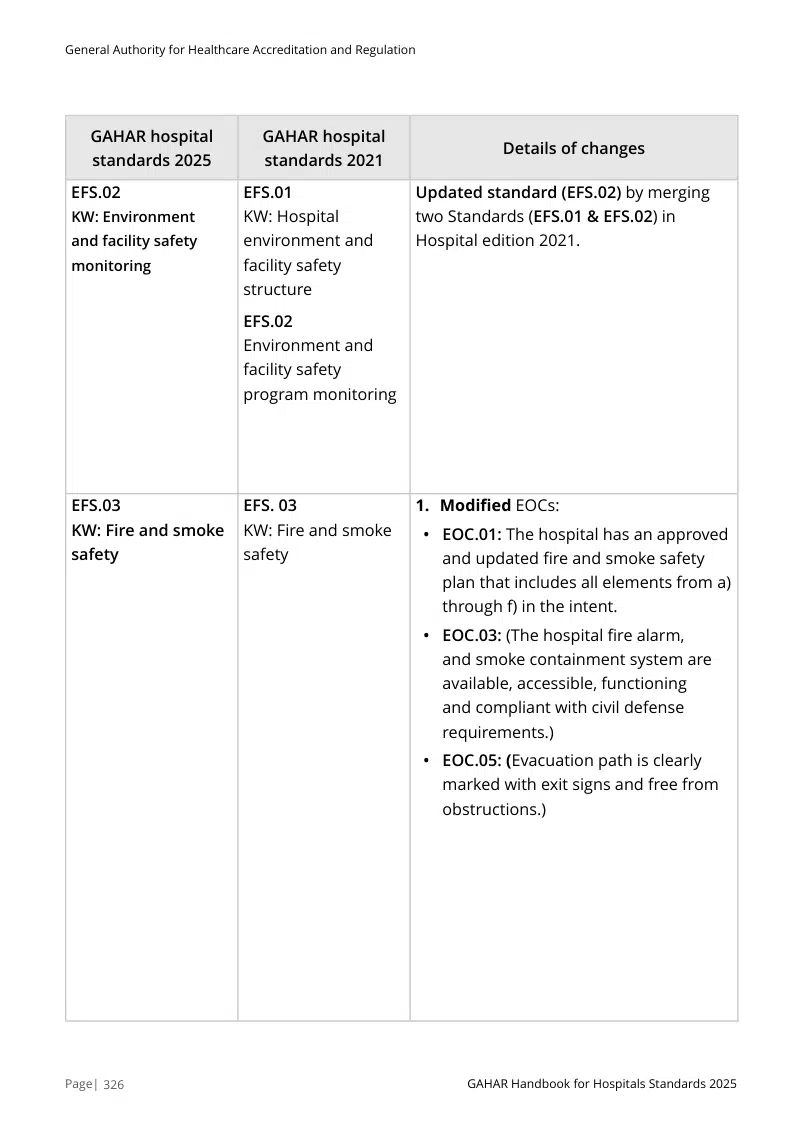 General Authority for Healthcare Accreditation and Regulation
GAHAR hospital
standards 2025
GAHAR hospital
standards 2021
Details of changes
EFS.02
KW: Environment
and facility safety
monitoring
EFS.01
KW: Hospital
environment and
facility safety
structure
EFS.02
Environment and
facility safety
program monitoring
Updated standard (EFS.02) by merging
two Standards (EFS.01 & EFS.02) in
Hospital edition 2021.
EFS.03
KW: Fire and smoke
safety
EFS. 03
KW: Fire and smoke
safety
1. Modified EOCs:
• EOC.01: The hospital has an approved
and updated fire and smoke safety
plan that includes all elements from a)
through f) in the intent.
• EOC.03: (The hospital fire alarm,
and smoke containment system are
available, accessible, functioning
and compliant with civil defense
requirements.)
• EOC.05: (Evacuation path is clearly
marked with exit signs and free from
obstructions.)
Page| 326
GAHAR Handbook for Hospitals Standards 2025